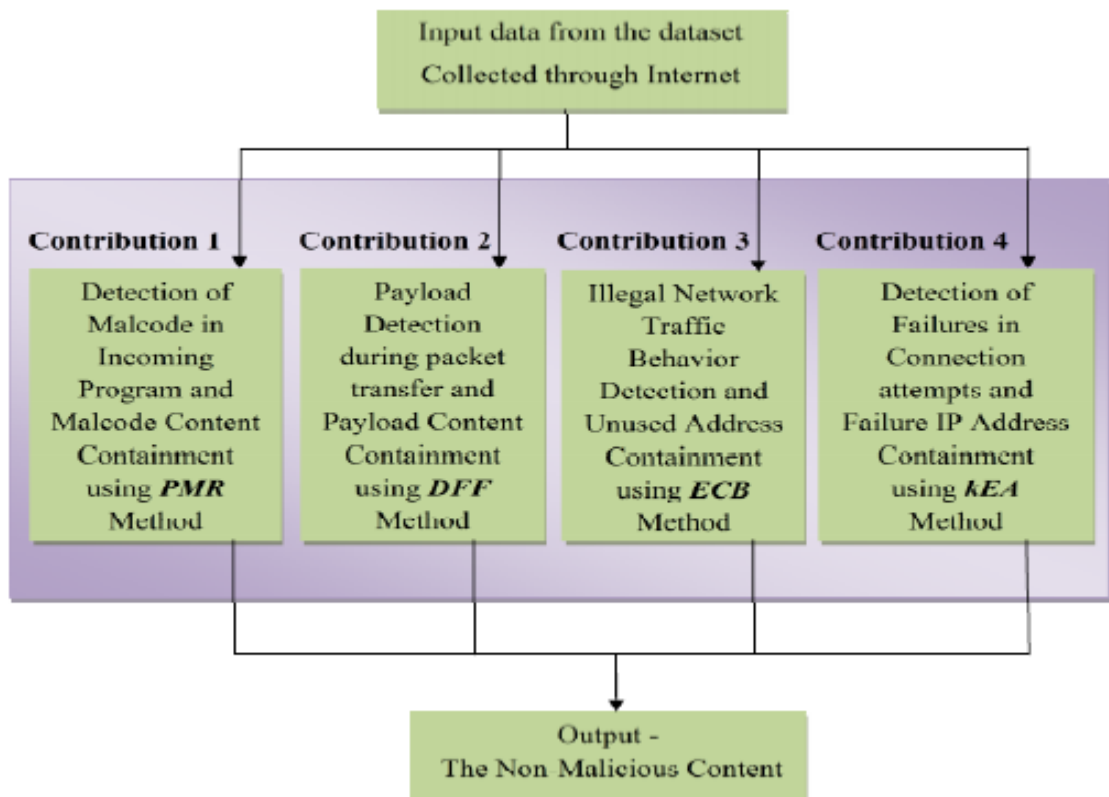 Input data from the dataset
Collected through Internet
Contribution 1
Detection of
Malcode in
Incoming
Program and
Malcode Content
Containment
using PMR
Method
Contribution 2
Payload
Detection
during packet
transfer and
Payload Content
Containment
using DFF
Method
Contribution 3
Illegal Network
Traffic
Behavior
Detection and
Unused Address
Containment
using ECB
Method
Contribution 4
Detection of
Failures in
Connection
attempts and
Failure IP Address
Containment
using kEA
Method
Output -
The Non-Malicious Content